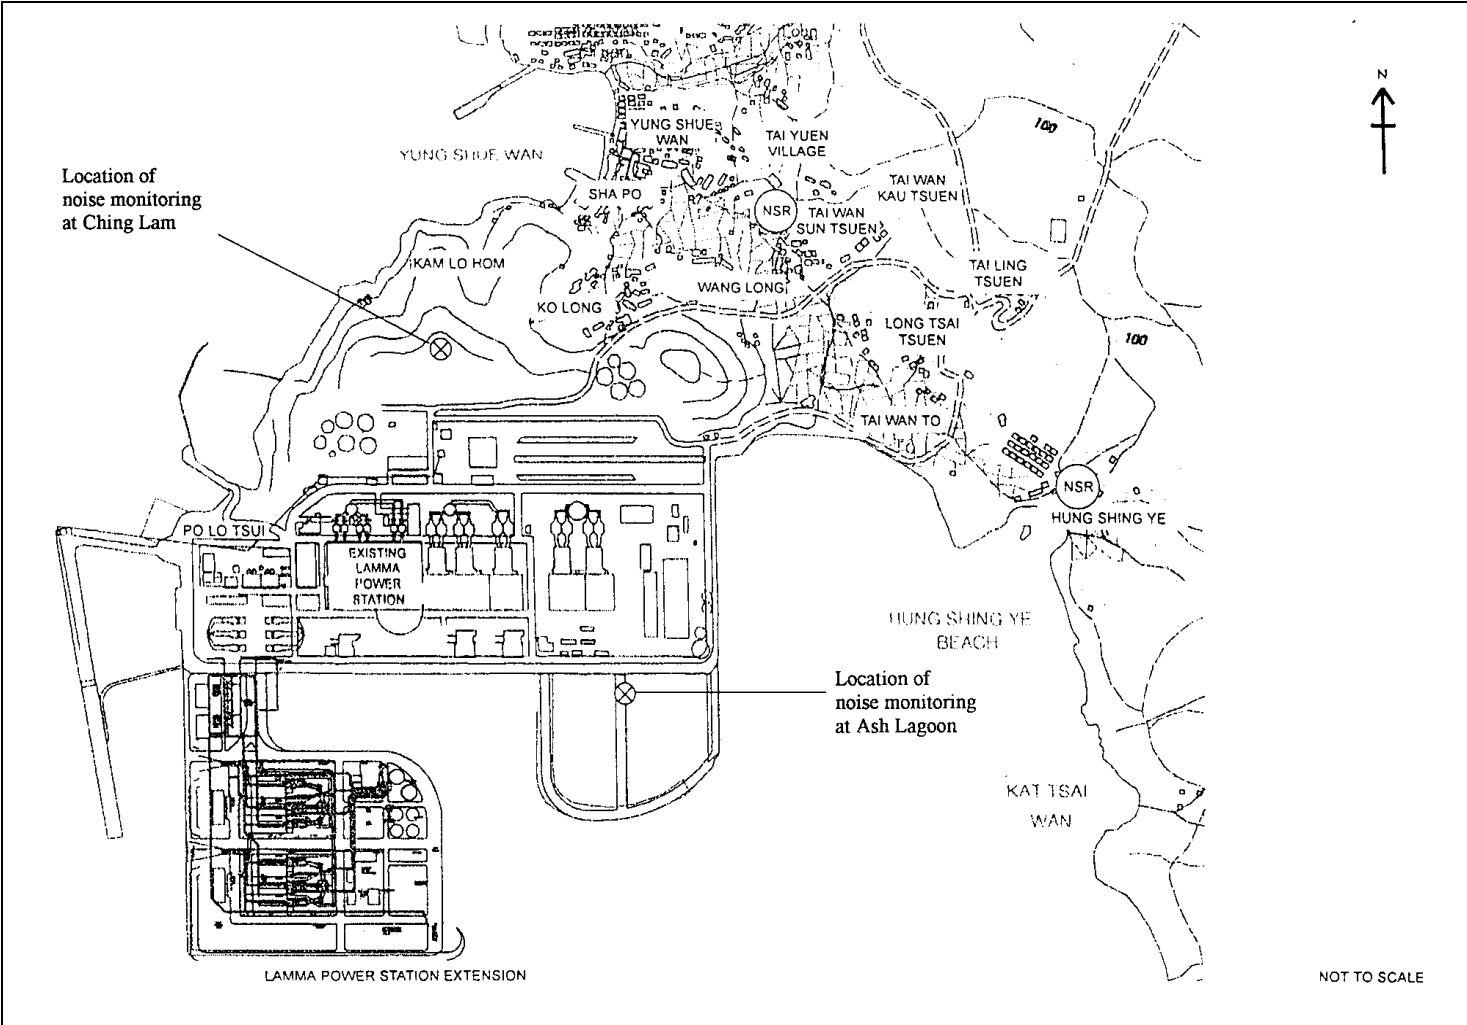 N
100
YUNG SHUE
WAN
TAI YUEN
VILLAGE
YUNG SHUE WAN
Location of
noise monitoring
at Ching Lam
TAI WAN
KAU TSUEN
SHA PO
NSR
TAI WAN
SUN TSUEN
KAM LO HOM
TAI LING
TSUEN
WANG LONG
KO LONG
LONG TSAI
TSUEN
100
TAI WAN TO
NSR
HUNG SHING YE
PO LO TSUI
EXISTING
LAMMA
POWER
STATION
HUNG SHING YE
BEACH
Location of
noise monitoring
at Ash Lagoon
KAT TSAI
WAN
LAMMA POWER STATION EXTENSION
NOT TO SCALE